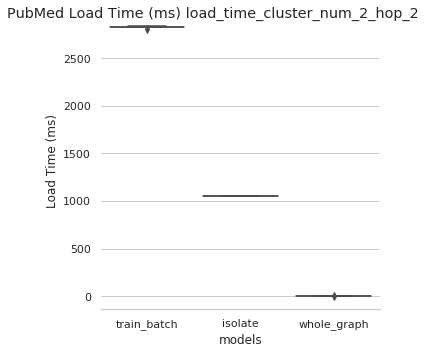 PubMed Load Time (ms) load_time_cluster_num_2_hop_2
2500
2000
1500
1000
500
0
Load Time (ms)
train_batch isolate whole_graph
models